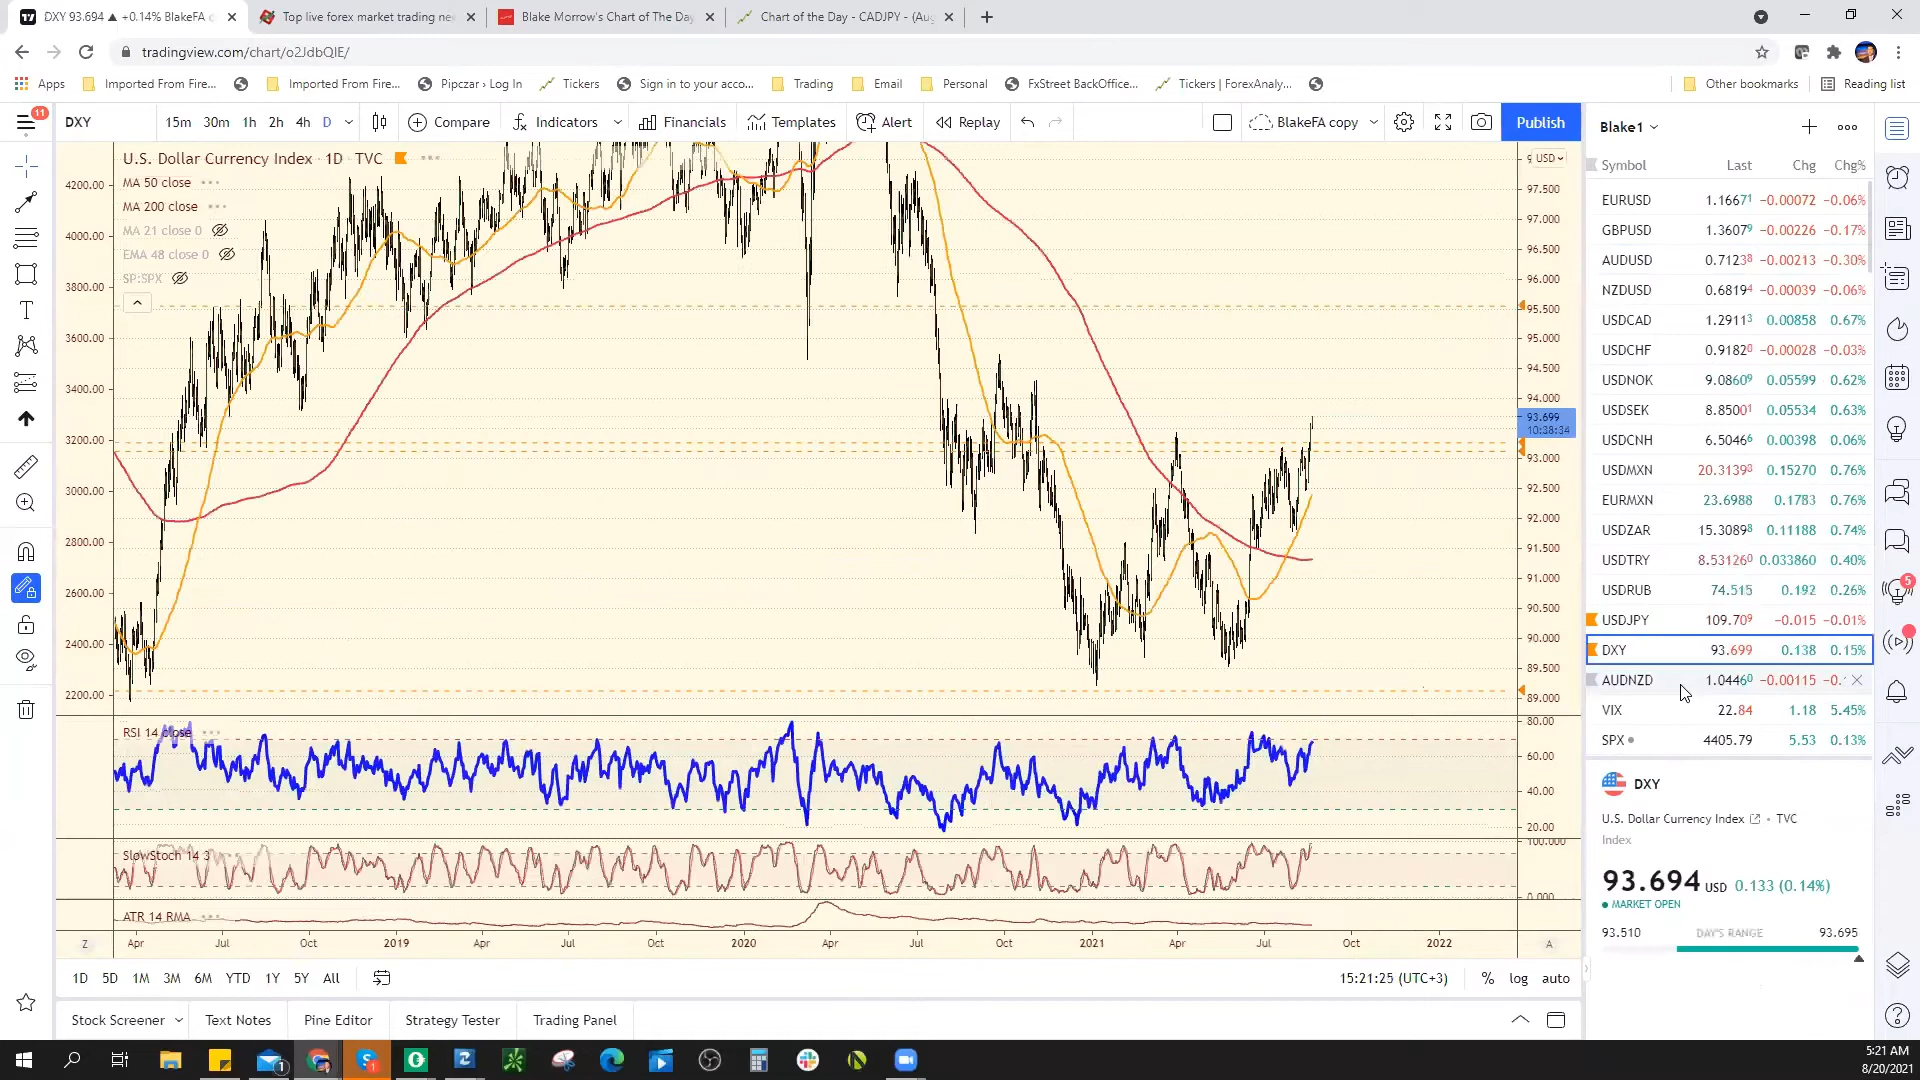 DXY 93.694 ▲ +0.14% BlakeFA
Top live forex market trading ne
Blake Morrow's Chart of The Day
Chart of the Day - CADJPY - (Aug
tradingview.com/chart/o2JdbQIE/
Apps
Imported From Fire...
Imported From Fire...
Pipczar › Log In
Tickers
Sign in to your acco...
Trading
Email
Personal
FxStreet BackOffice...
Tickers | ForexAnaly...
Other bookmarks
Reading list
11
DXY
15m 30m 1h 2h 4h D
Compare
Indicators
Financials
Templates
Alert
Replay
BlakeFA copy
Publish
Blake1
U.S. Dollar Currency Index · 1D · TVC
MA 50 close
MA 200 close
MA 21 close 0
EMA 48 close 0
SP:SPX
4200.00
4000.00
3800.00
3600.00
3400.00
3200.00
3000.00
2800.00
2600.00
2400.00
2200.00
USD
97.500
97.000
96.500
96.000
95.500
95.000
94.500
94.000
93.699
10:38:34
93.000
92.500
92.000
91.500
91.000
90.500
90.000
89.500
89.000
RSI 14 close
80.00
60.00
40.00
20.00
SlowStoch 14 3
100.000
0.000
ATR 14 RMA
Z Apr Jul Oct 2019 Apr Jul Oct 2020 Apr Jul Oct 2021 Apr Jul Oct 2022 A
1D 5D 1M 3M 6M YTD 1Y 5Y All
15:21:25 (UTC+3) % log auto
Stock Screener
Text Notes
Pine Editor
Strategy Tester
Trading Panel
Symbol Last Chg Chg%
EURUSD 1.16671 −0.00072 −0.06%
GBPUSD 1.36079 −0.00226 −0.17%
AUDUSD 0.71238 −0.00213 −0.30%
NZDUSD 0.68194 −0.00039 −0.06%
USDCAD 1.29113 0.00858 0.67%
USDCHF 0.91820 −0.00028 −0.03%
USDNOK 9.08609 0.05599 0.62%
USDSEK 8.85001 0.05534 0.63%
USDCNH 6.50466 0.00398 0.06%
USDMXN 20.31398 0.15270 0.76%
EURMXN 23.6988 0.1783 0.76%
USDZAR 15.30898 0.11188 0.74%
USDTRY 8.531260 0.033860 0.40%
USDRUB 74.515 0.192 0.26%
USDJPY 109.709 −0.015 −0.01%
DXY 93.699 0.138 0.15%
AUDNZD 1.04460 −0.00115 −0.
VIX 22.84 1.18 5.45%
SPX 4405.79 5.53 0.13%
DXY
U.S. Dollar Currency Index • TVC
Index
93.694 USD 0.133 (0.14%)
MARKET OPEN
93.510 DAY'S RANGE 93.695
5
1
1
5:21 AM
8/20/2021